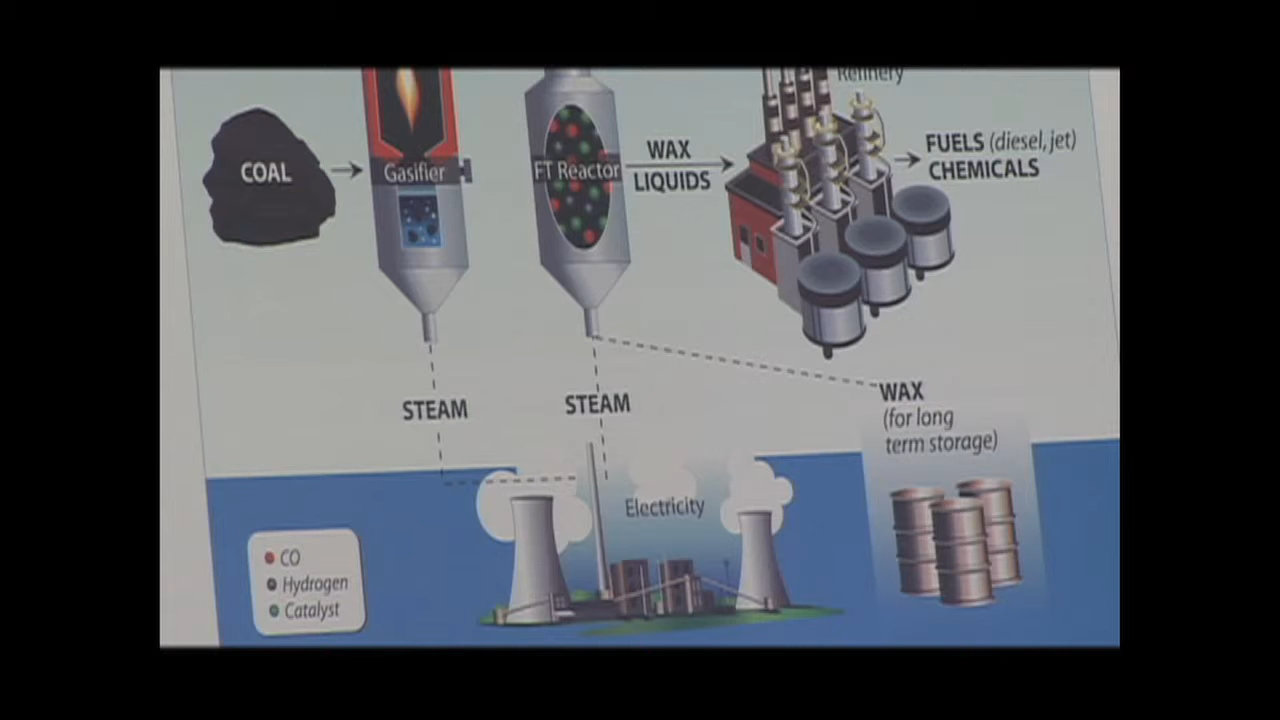 Refinery
COAL
Gasifier
FT Reactor
WAX
LIQUIDS
FUELS (diesel, jet)
CHEMICALS
STEAM
STEAM
WAX
(for long
term storage)
Electricity
CO
Hydrogen
Catalyst